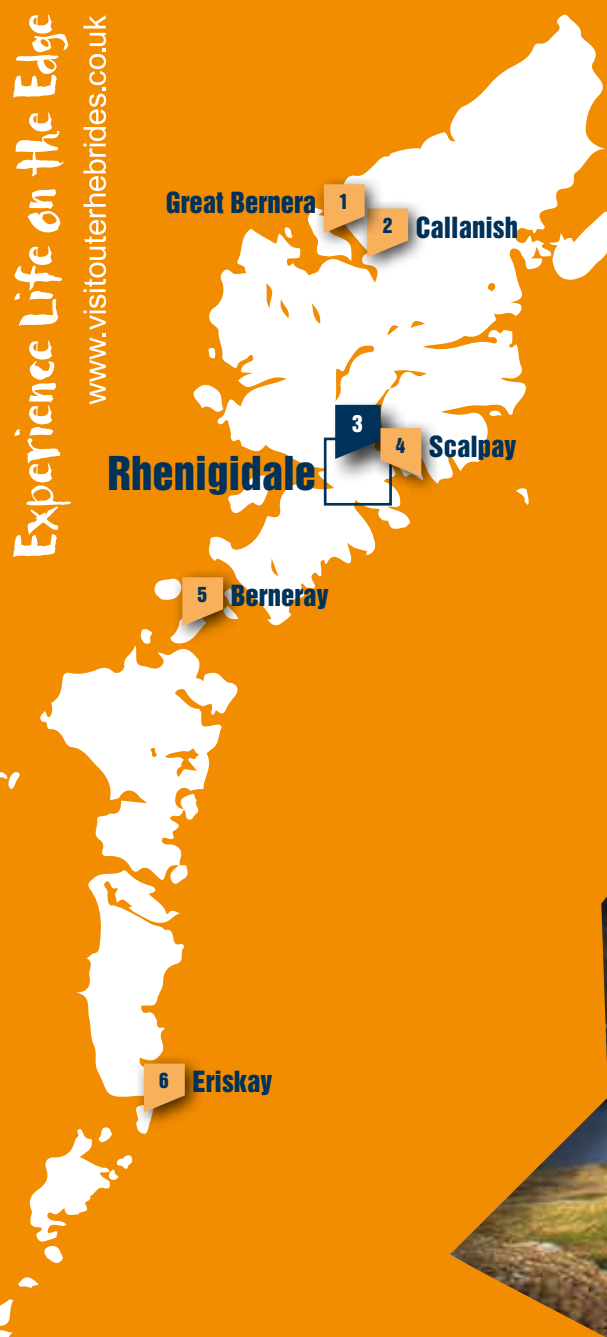 Experience Life on the Edge
www.visitouterhebrides.co.uk
Great Bernera 1
2 Callanish
3
4 Scalpay
Rhenigidale
5 Berneray
6 Eriskay